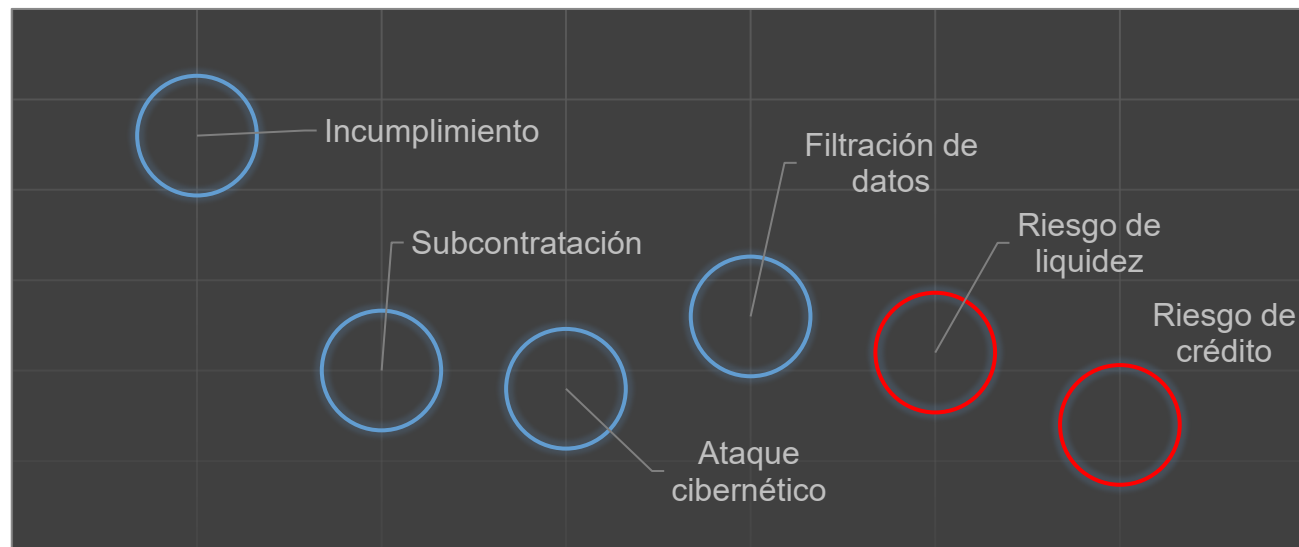 Incumplimiento
Filtración de
datos
Subcontratación
Riesgo de
liquidez
Riesgo de
crédito
Ataque
cibernético